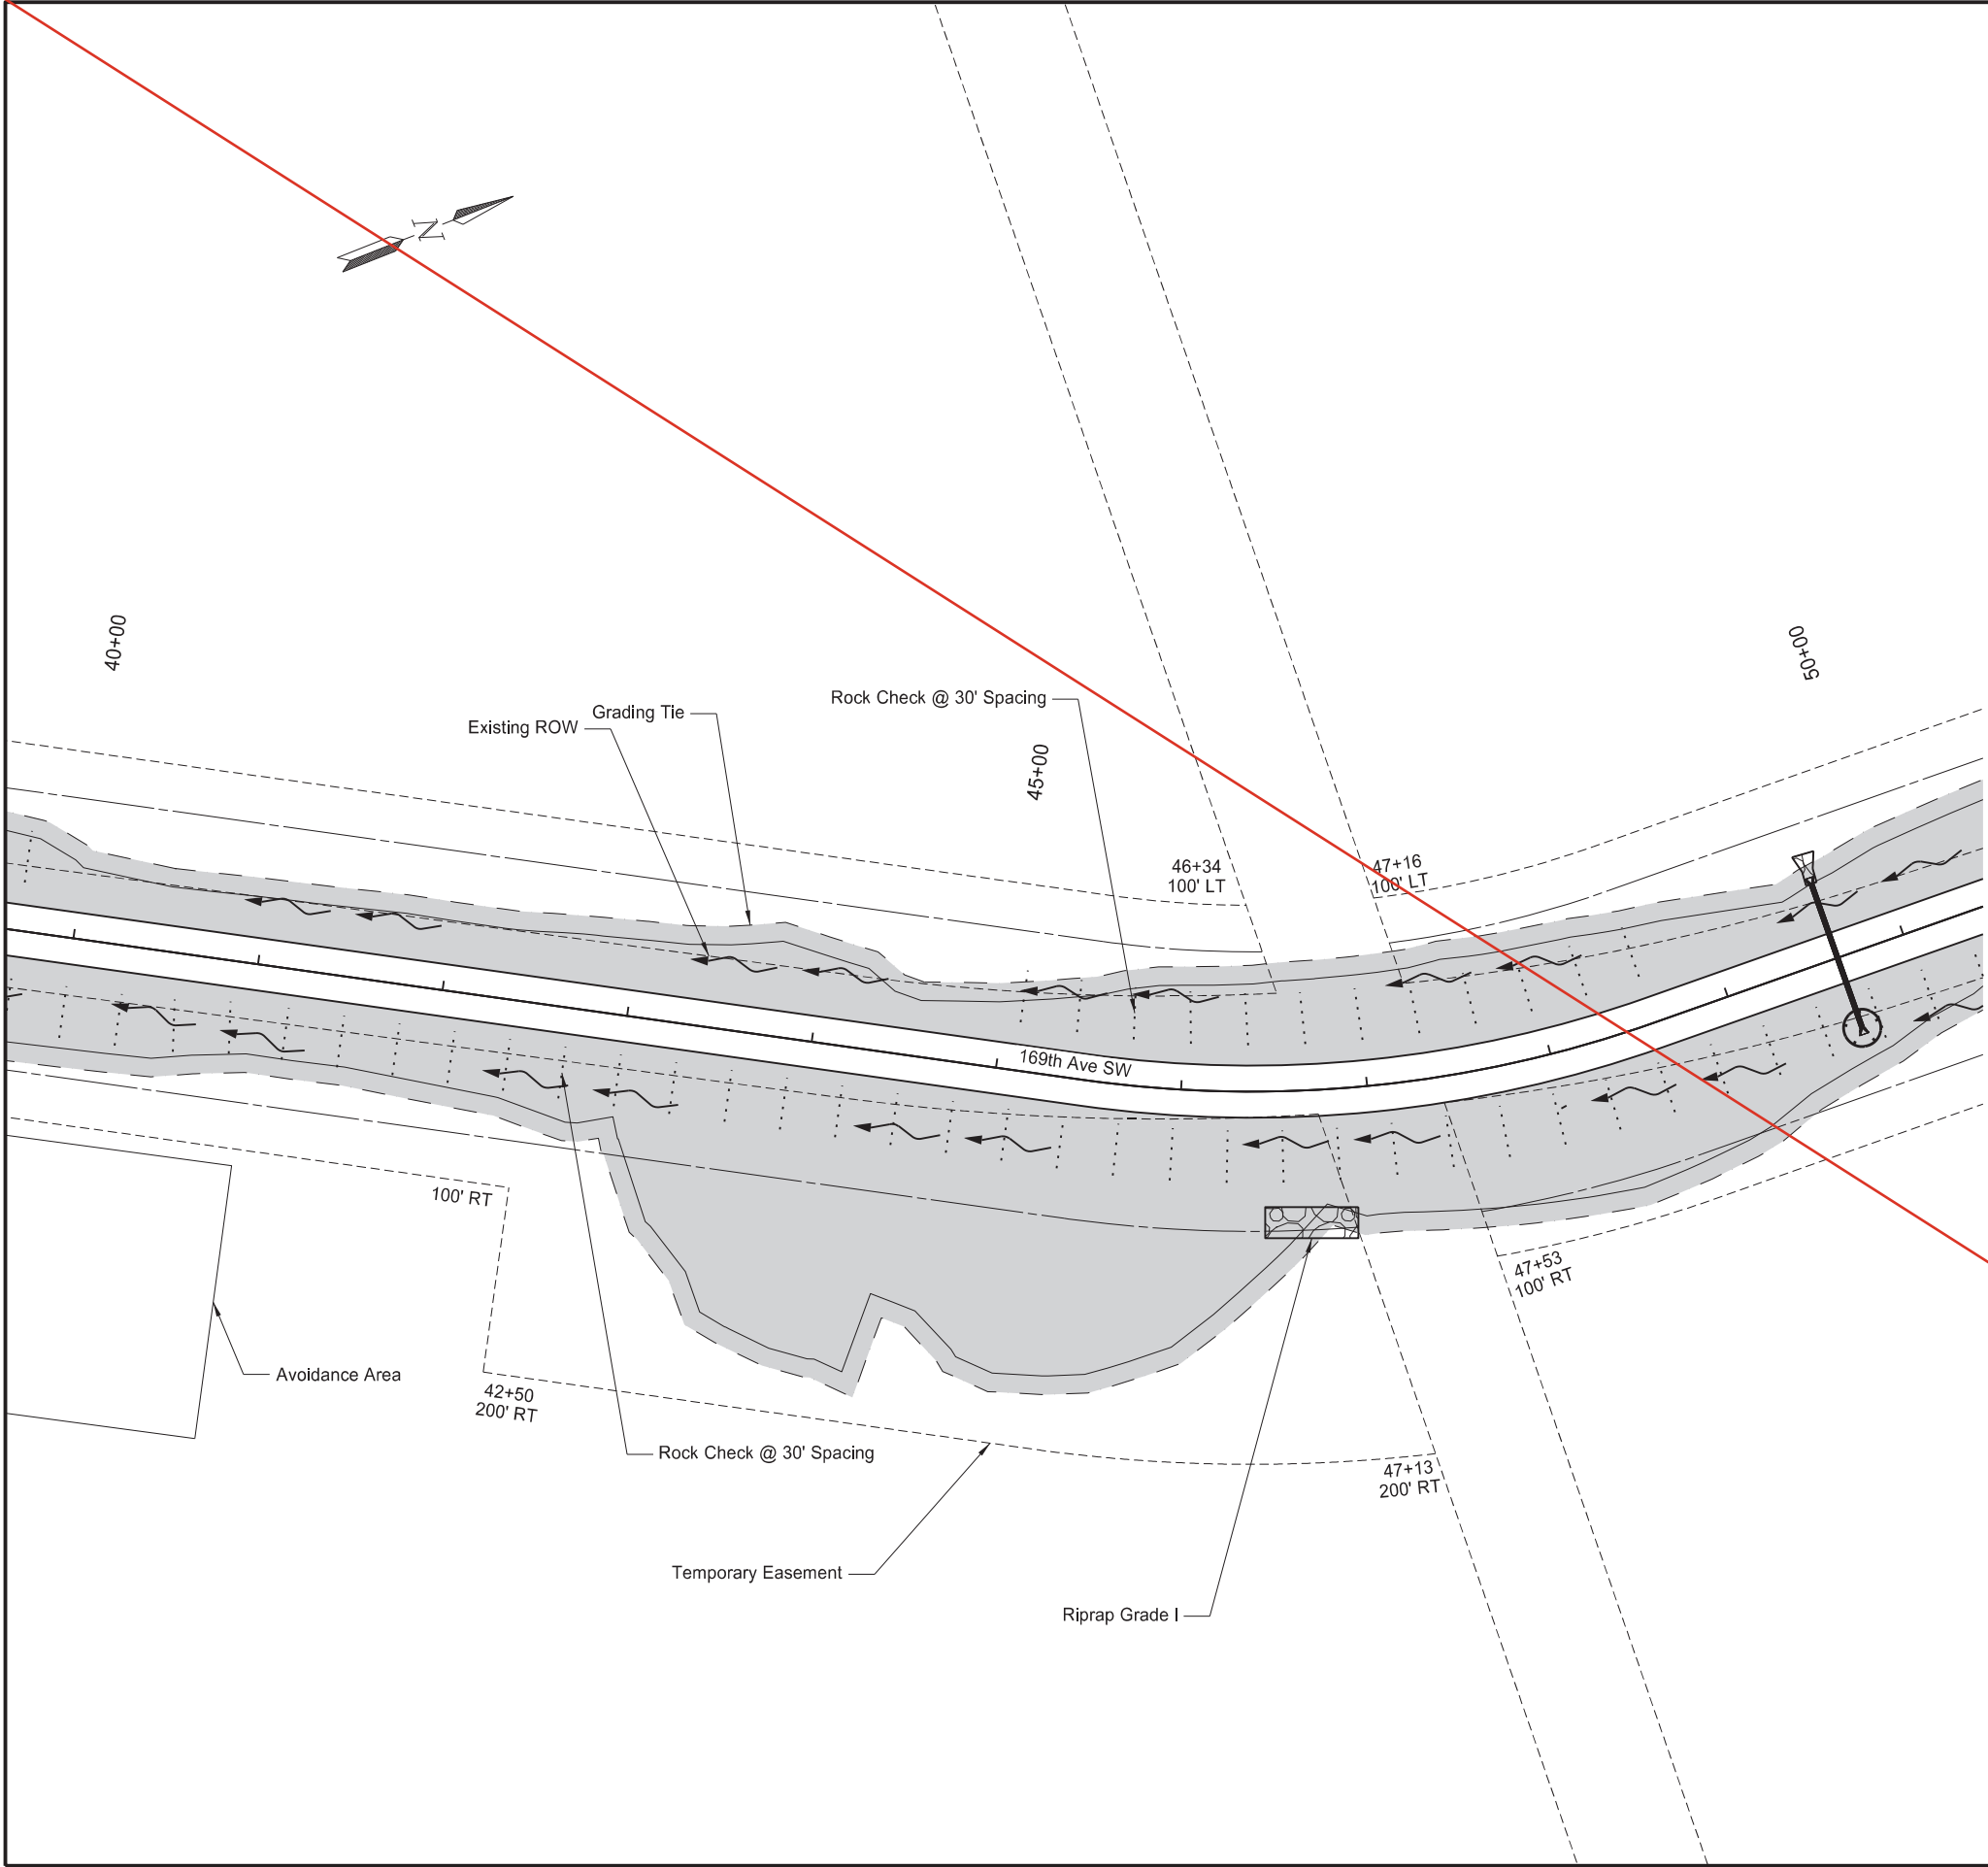 N
40+00
50+00
Rock Check @ 30' Spacing
Grading Tie
Existing ROW
45+00
46+34
100' LT
47+16
100' LT
169th Ave SW
100' RT
47+53
100' RT
Avoidance Area
42+50
200' RT
Rock Check @ 30' Spacing
47+13
200' RT
Temporary Easement
Riprap Grade I